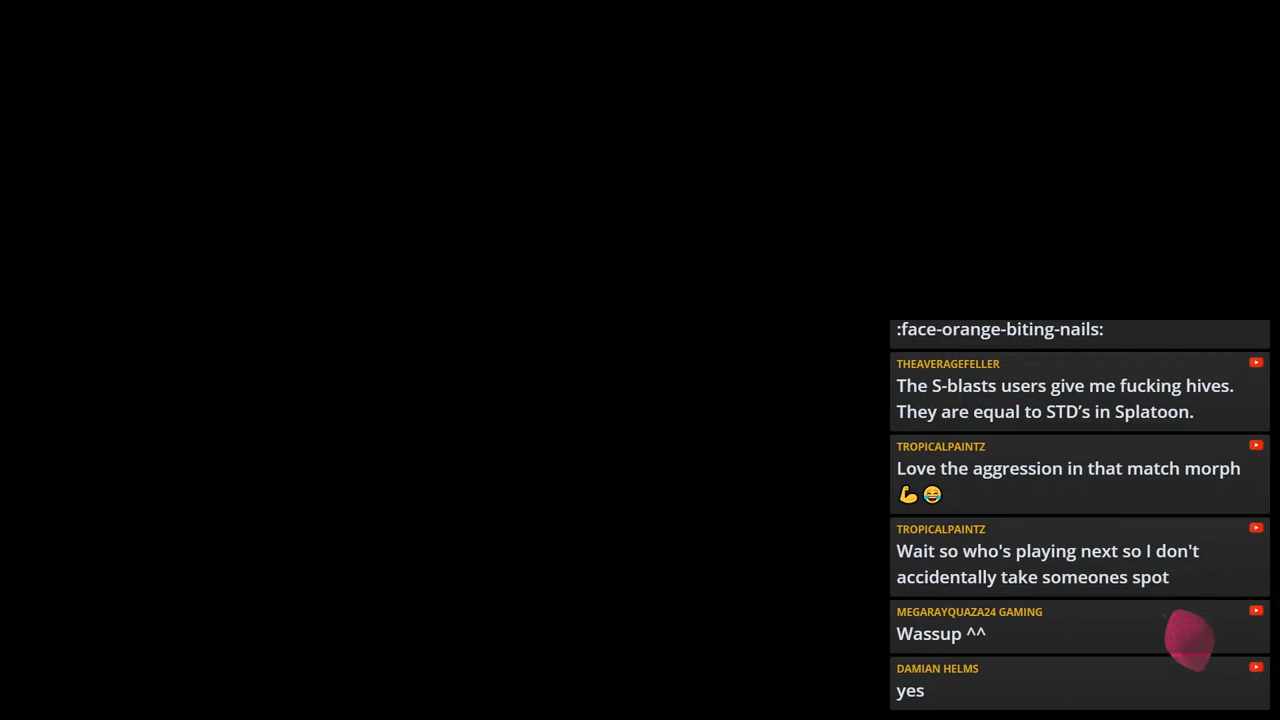 :face-orange-biting-nails:
THEAVERAGEFELLER
The S-blasts users give me fucking hives.
They are equal to STD’s in Splatoon.
TROPICALPAINTZ
Love the aggression in that match morph
💪😂
TROPICALPAINTZ
Wait so who's playing next so I don't
accidentally take someones spot
MEGARAYQUAZA24 GAMING
Wassup ^^
DAMIAN HELMS
yes